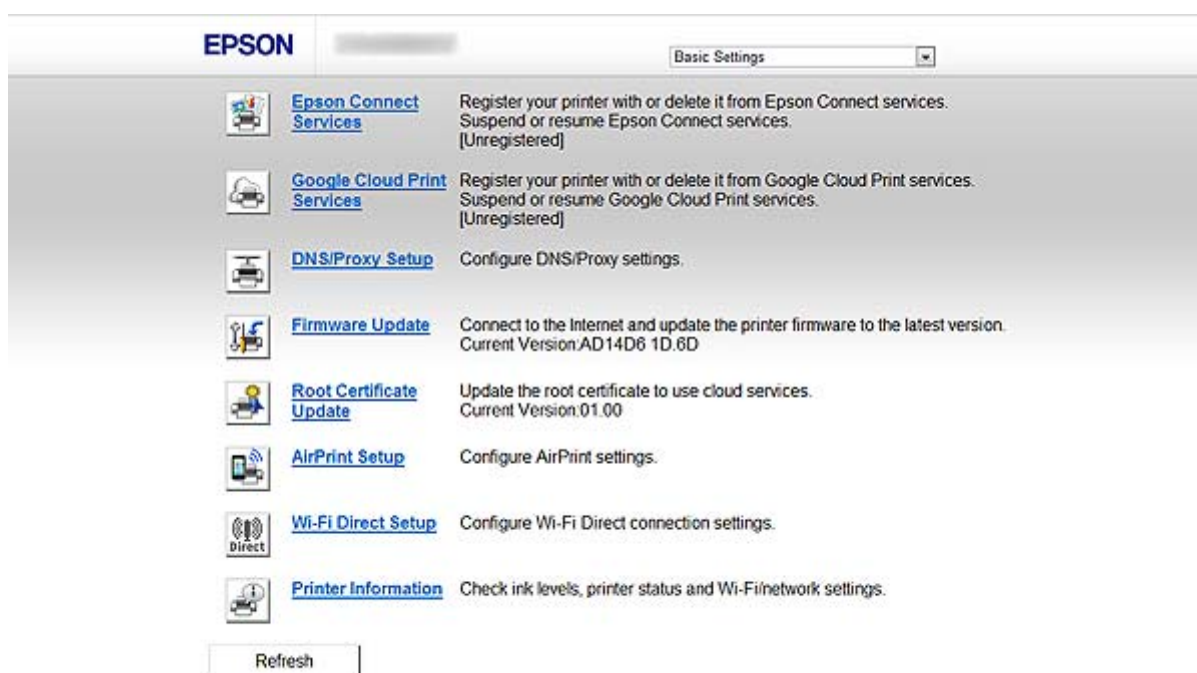 EPSON
Basic Settings
Epson Connect Services
Register your printer with or delete it from Epson Connect services.
Suspend or resume Epson Connect services.
[Unregistered]
Google Cloud Print Services
Register your printer with or delete it from Google Cloud Print services.
Suspend or resume Google Cloud Print services.
[Unregistered]
DNS/Proxy Setup
Configure DNS/Proxy settings.
Firmware Update
Connect to the Internet and update the printer firmware to the latest version.
Current Version:AD14D6 1D.6D
Root Certificate Update
Update the root certificate to use cloud services.
Current Version:01.00
AirPrint Setup
Configure AirPrint settings.
Direct
Wi-Fi Direct Setup
Configure Wi-Fi Direct connection settings.
Printer Information
Check ink levels, printer status and Wi-Fi/network settings.
Refresh